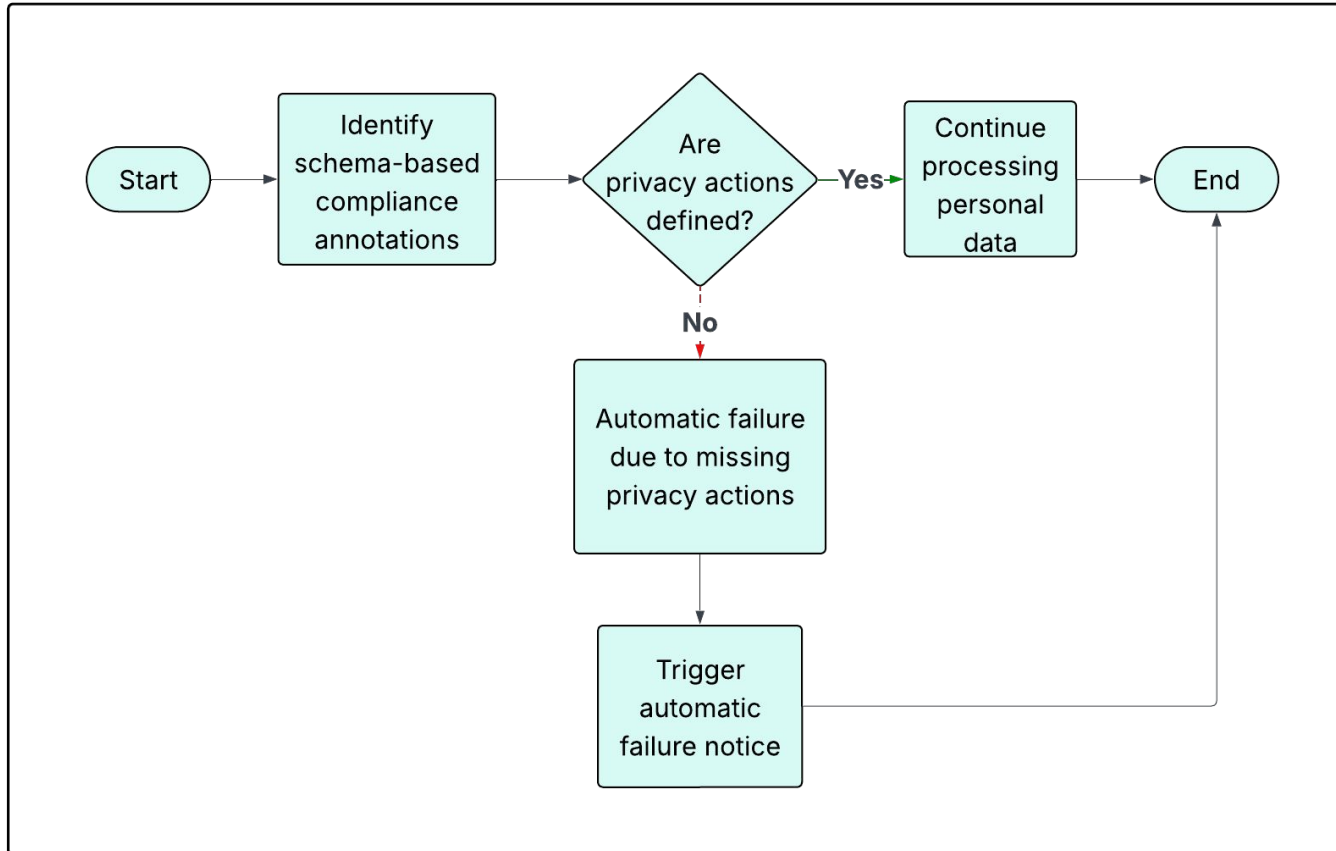 Start
Identify
schema-based
compliance
annotations
Are
privacy actions
defined?
Yes
Continue
processing
personal
data
End
No
Automatic failure
due to missing
privacy actions
Trigger
automatic
failure notice